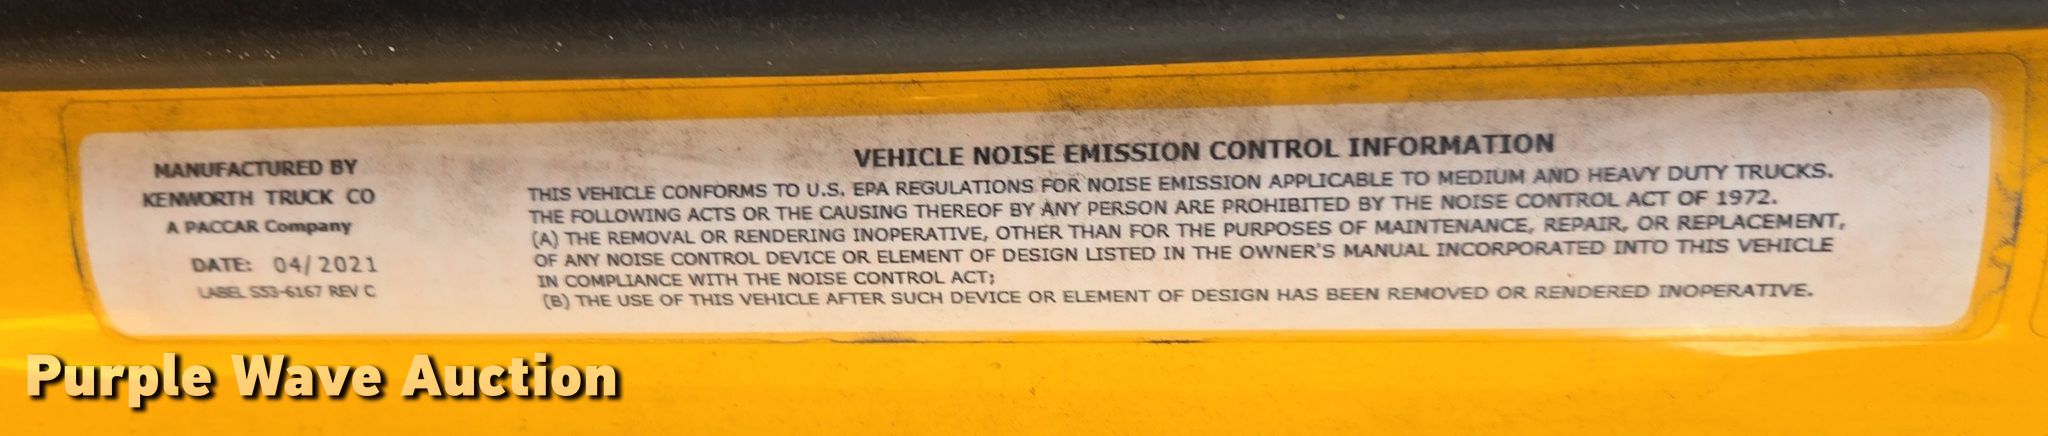 MANUFACTURED BY
KENWORTH TRUCK CO
A PACCAR Company
DATE: 04/2021
LABEL S53-6167 REV C
VEHICLE NOISE EMISSION CONTROL INFORMATION
THIS VEHICLE CONFORMS TO U.S. EPA REGULATIONS FOR NOISE EMISSION APPLICABLE TO MEDIUM AND HEAVY DUTY TRUCKS.
THE FOLLOWING ACTS OR THE CAUSING THEREOF BY ANY PERSON ARE PROHIBITED BY THE NOISE CONTROL ACT OF 1972.
(A) THE REMOVAL OR RENDERING INOPERATIVE, OTHER THAN FOR THE PURPOSES OF MAINTENANCE, REPAIR, OR REPLACEMENT,
OF ANY NOISE CONTROL DEVICE OR ELEMENT OF DESIGN LISTED IN THE OWNER'S MANUAL INCORPORATED INTO THIS VEHICLE
IN COMPLIANCE WITH THE NOISE CONTROL ACT;
(B) THE USE OF THIS VEHICLE AFTER SUCH DEVICE OR ELEMENT OF DESIGN HAS BEEN REMOVED OR RENDERED INOPERATIVE.
Purple Wave Auction